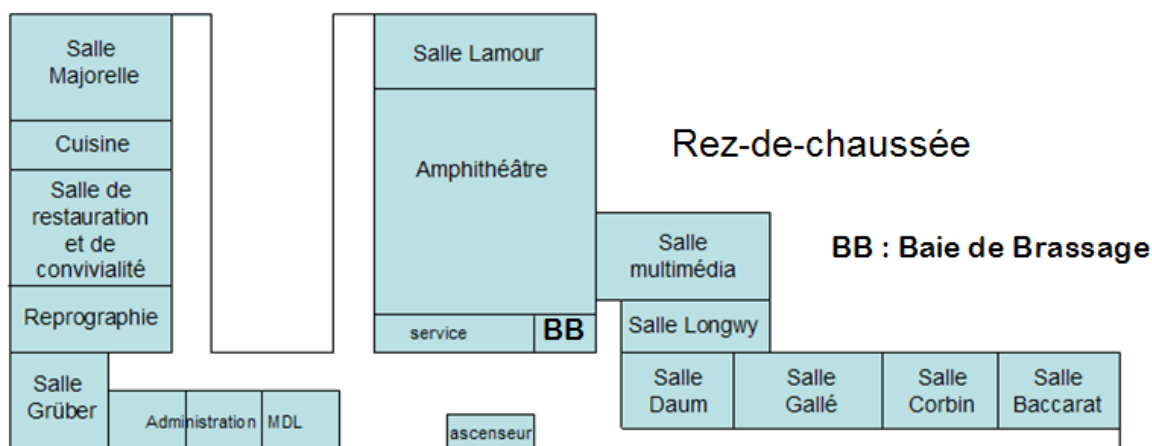 Salle
Majorelle
Cuisine
Salle de
restauration
et de
convivialité
Reprographie
Salle
Grüber
Administration
MDL
Salle Lamour
Amphithéâtre
service
BB
ascenseur
Rez-de-chaussée
BB : Baie de Brassage
Salle
multimédia
Salle Longwy
Salle
Daum
Salle
Gallé
Salle
Corbin
Salle
Baccarat